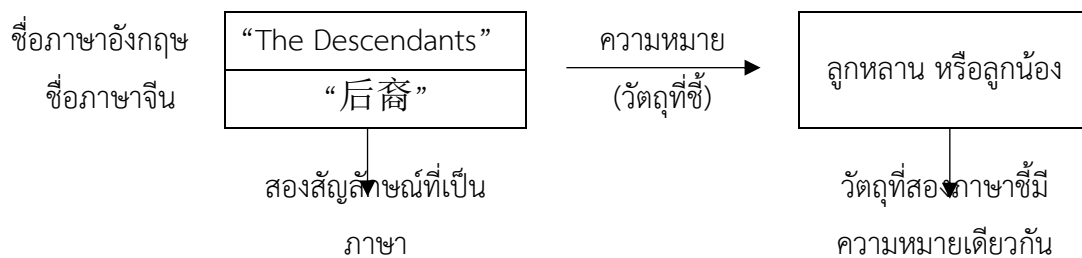 ชื่อภาษาอังกฤษ
ชื่อภาษาจีน
“The Descendants”
“后裔”
ความหมาย
(วัตถุที่ชี้)
ลูกหลาน หรือลูกน้อง
สองสัญลักษณ์ที่เป็น
ภาษา
วัตถุที่สองภาษาชี้มี
ความหมายเดียวกัน